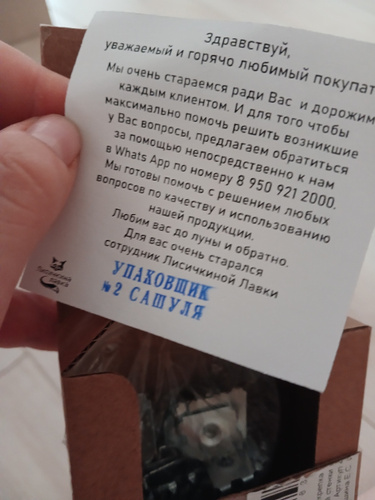 Здравствуй,
уважаемый и горячо любимый покупат
Мы очень стараемся ради Вас и дорожим
каждым клиентом. И для того чтобы
максимально помочь решить возникшие
у Вас вопросы, предлагаем обратиться
за помощью непосредственно к нам
в Whats App по номеру 8 950 921 2000.
Мы готовы помочь с решением любых
вопросов по качеству и использованию
нашей продукции.
Любим вас до луны и обратно.
Для вас очень старался
сотрудник Лисичкиной Лавки
УПАКОВЩИК
№2 САШУЛЯ
Лисичкина
лавка
Артикул